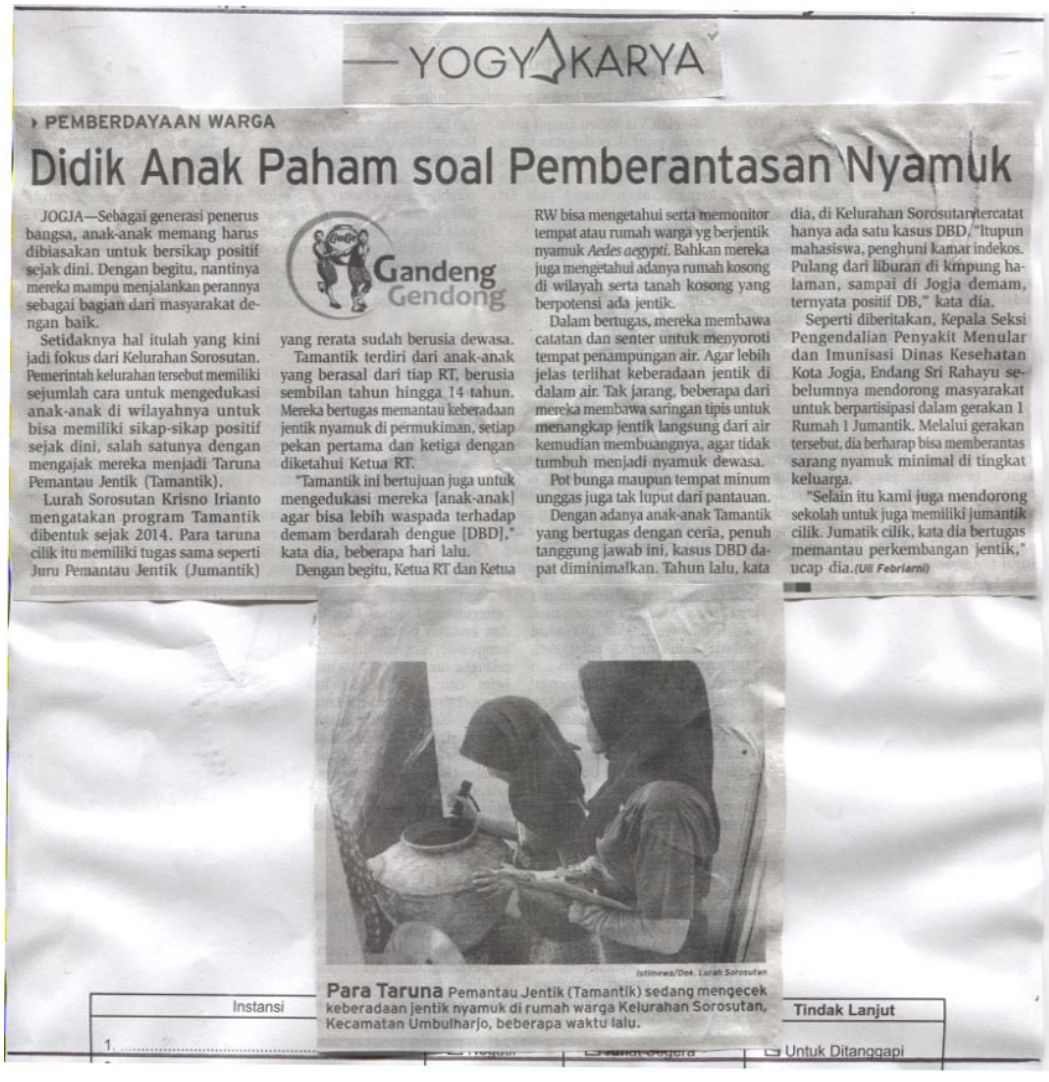 YOGYAKARYA
PEMBERDAYAAN WARGA
Didik Anak Paham soal Pemberantasan Nyamuk
JOGJA—Sebagai generasi penerus
bangsa, anak-anak memang harus
dibiasakan untuk bersikap positif
sejak dini. Dengan begitu, nantinya
mereka mampu menjalankan perannya
sebagai bagian dari masyarakat de-
ngan baik.
Setidaknya hal itulah yang kini
jadi fokus dari Kelurahan Sorosutan.
Pemerintah kelurahan tersebut memiliki
sejumlah cara untuk mengedukasi
anak-anak di wilayahnya untuk
bisa memiliki sikap-sikap positif
sejak dini, salah satunya dengan
mengajak mereka menjadi Taruna
Pemantau Jentik (Tamantik).
Lurah Sorosutan Krisno Irianto
mengatakan program Tamantik
dibentuk sejak 2014. Para taruna
cilik itu memiliki tugas sama seperti
Juru Pemantau Jentik (Jumantik)
Gandeng
Gendong
yang rerata sudah berusia dewasa.
Tamantik terdiri dari anak-anak
yang berasal dari tiap RT, berusia
sembilan tahun hingga 14 tahun.
Mereka bertugas memantau keberadaan
jentik nyamuk di permukiman, setiap
pekan pertama dan ketiga dengan
diketahui Ketua RT.
"Tamantik ini bertujuan juga untuk
mengedukasi mereka [anak-anak]
agar bisa lebih waspada terhadap
demam berdarah dengue [DBD],"
kata dia, beberapa hari lalu.
Dengan begitu, Ketua RT dan Ketua
RW bisa mengetahui serta memonitor
tempat atau rumah warga yg berjentik
nyamuk Aedes aegypti. Bahkan mereka
juga mengetahui adanya rumah kosong
di wilayah serta tanah kosong yang
berpotensi ada jentik.
Dalam bertugas, mereka membawa
catatan dan senter untuk menyoroti
tempat penampungan air. Agar lebih
jelas terlihat keberadaan jentik di
dalam air. Tak jarang, beberapa dari
mereka membawa saringan tipis untuk
menangkap jentik langsung dari air
kemudian membuangnya, agar tidak
tumbuh menjadi nyamuk dewasa.
Pot bunga maupun tempat minum
unggas juga tak luput dari pantauan.
Dengan adanya anak-anak Tamantik
yang bertugas dengan ceria, penuh
tanggung jawab ini, kasus DBD da-
pat diminimalkan. Tahun lalu, kata
dia, di Kelurahan Sorosutan tercatat
hanya ada satu kasus DBD, "Itupun
mahasiswa, penghuni kamar indekos.
Pulang dari liburan di kmpung ha-
laman, sampai di Jogja demam,
ternyata positif DB," kata dia.
Seperti diberitakan, Kepala Seksi
Pengendalian Penyakit Menular
dan Imunisasi Dinas Kesehatan
Kota Jogja, Endang Sri Rahayu se-
belumnya mendorong masyarakat
untuk berpartisipasi dalam gerakan 1
Rumah 1 Jumantik. Melalui gerakan
tersebut, dia berharap bisa memberantas
sarang nyamuk minimal di tingkat
keluarga.
"Selain itu kami juga mendorong
sekolah untuk juga memiliki jumantik
cilik. Jumatik cilik, kata dia bertugas
memantau perkembangan jentik,"
ucap dia. (Uli Febriarni)
Istimewa/Dok. Lurah Sorosutan
Para Taruna Pemantau Jentik (Tamantik) sedang mengecek
keberadaan jentik nyamuk di rumah warga Kelurahan Sorosutan,
Kecamatan Umbulharjo, beberapa waktu lalu.
Instansi
Tindak Lanjut
1.
Untuk Ditanggapi